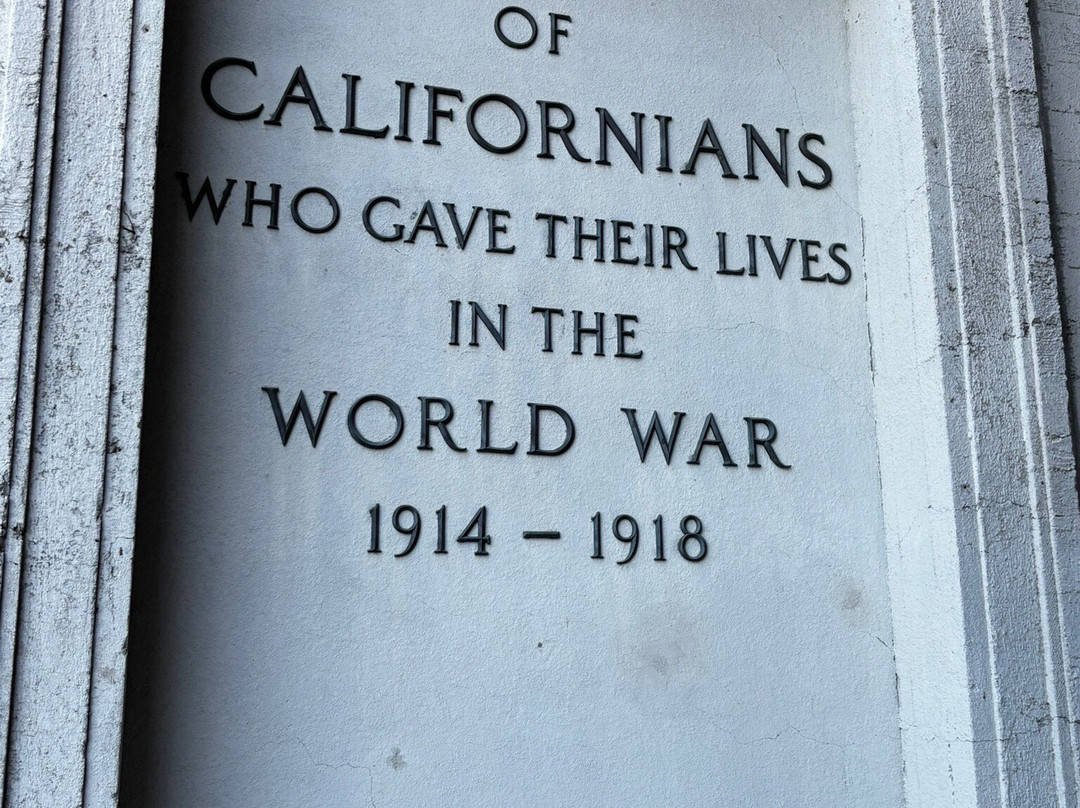 OF
CALIFORNIANS
WHO GAVE THEIR LIVES
IN THE
WORLD WAR
1914 – 1918